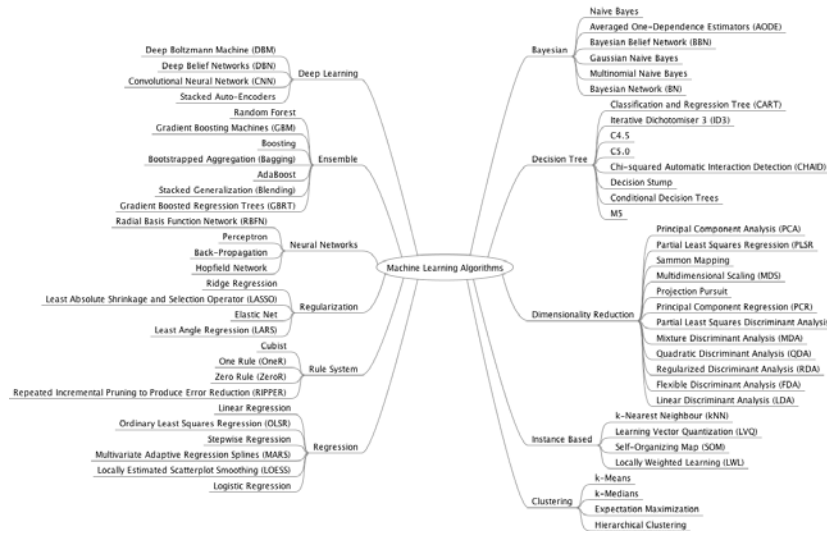 Machine Learning Algorithms
Deep Learning
Deep Boltzmann Machine (DBM)
Deep Belief Networks (DBN)
Convolutional Neural Network (CNN)
Stacked Auto-Encoders
Ensemble
Random Forest
Gradient Boosting Machines (GBM)
Boosting
Bootstrapped Aggregation (Bagging)
AdaBoost
Stacked Generalization (Blending)
Gradient Boosted Regression Trees (GBRT)
Neural Networks
Radial Basis Function Network (RBFN)
Perceptron
Back-Propagation
Hopfield Network
Regularization
Ridge Regression
Least Absolute Shrinkage and Selection Operator (LASSO)
Elastic Net
Least Angle Regression (LARS)
Rule System
Cubist
One Rule (OneR)
Zero Rule (ZeroR)
Repeated Incremental Pruning to Produce Error Reduction (RIPPER)
Regression
Linear Regression
Ordinary Least Squares Regression (OLSR)
Stepwise Regression
Multivariate Adaptive Regression Splines (MARS)
Locally Estimated Scatterplot Smoothing (LOESS)
Logistic Regression
Bayesian
Naive Bayes
Averaged One-Dependence Estimators (AODE)
Bayesian Belief Network (BBN)
Gaussian Naive Bayes
Multinomial Naive Bayes
Bayesian Network (BN)
Decision Tree
Classification and Regression Tree (CART)
Iterative Dichotomiser 3 (ID3)
C4.5
C5.0
Chi-squared Automatic Interaction Detection (CHAID)
Decision Stump
Conditional Decision Trees
M5
Dimensionality Reduction
Principal Component Analysis (PCA)
Partial Least Squares Regression (PLSR
Sammon Mapping
Multidimensional Scaling (MDS)
Projection Pursuit
Principal Component Regression (PCR)
Partial Least Squares Discriminant Analysis
Mixture Discriminant Analysis (MDA)
Quadratic Discriminant Analysis (QDA)
Regularized Discriminant Analysis (RDA)
Flexible Discriminant Analysis (FDA)
Linear Discriminant Analysis (LDA)
Instance Based
k-Nearest Neighbour (kNN)
Learning Vector Quantization (LVQ)
Self-Organizing Map (SOM)
Locally Weighted Learning (LWL)
Clustering
k-Means
k-Medians
Expectation Maximization
Hierarchical Clustering